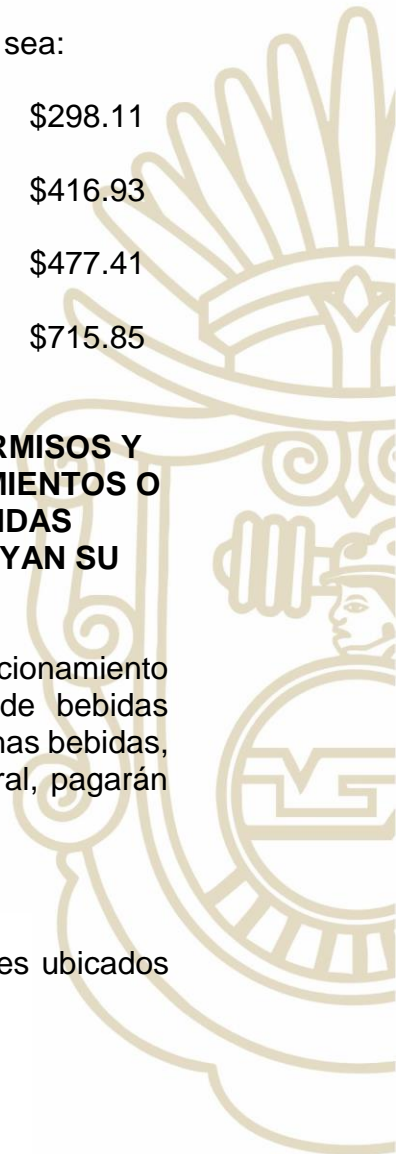 sea:
$298.11
$416.93
$477.41
$715.85
RMISOS Y
MIENTOS O
IDAS
YAN SU
cionamiento
de bebidas
nas bebidas,
ral, pagarán
es ubicados